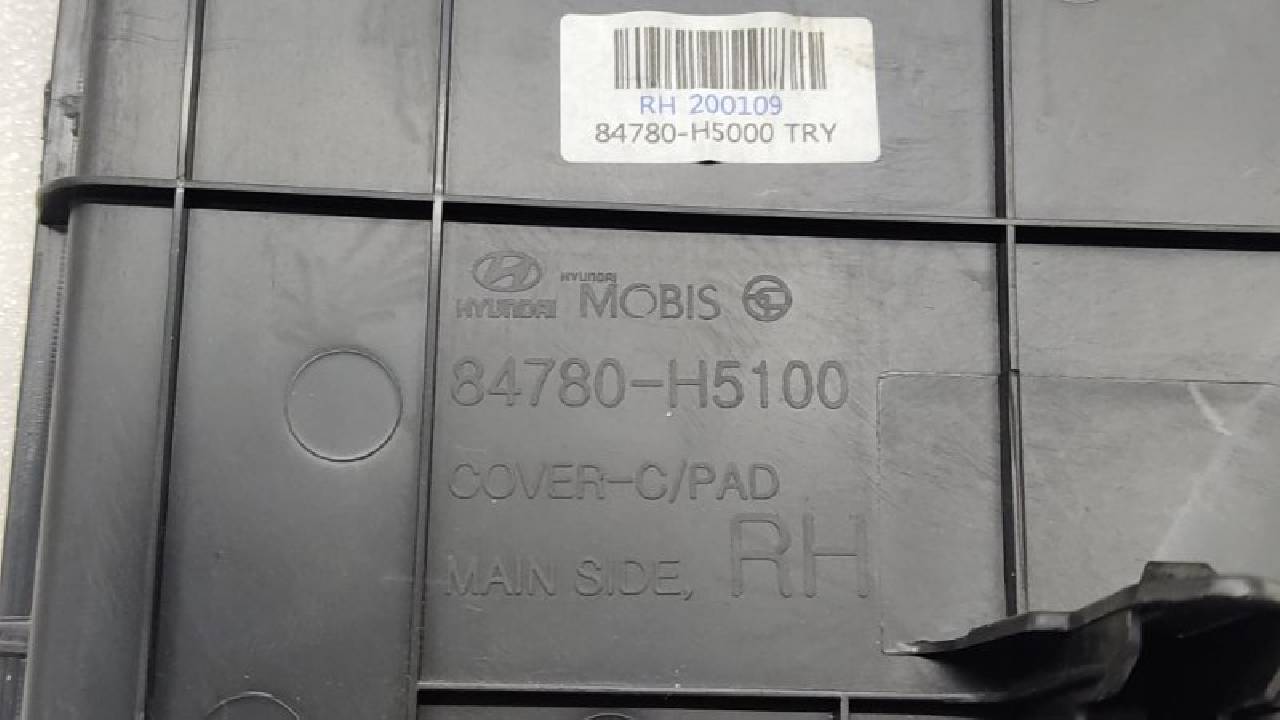 RH 200109
84780-H5000 TRY
HYUNDAI
HYUNDAI
MOBIS
84780-H5100
COVER-C/PAD
MAIN SIDE, RH